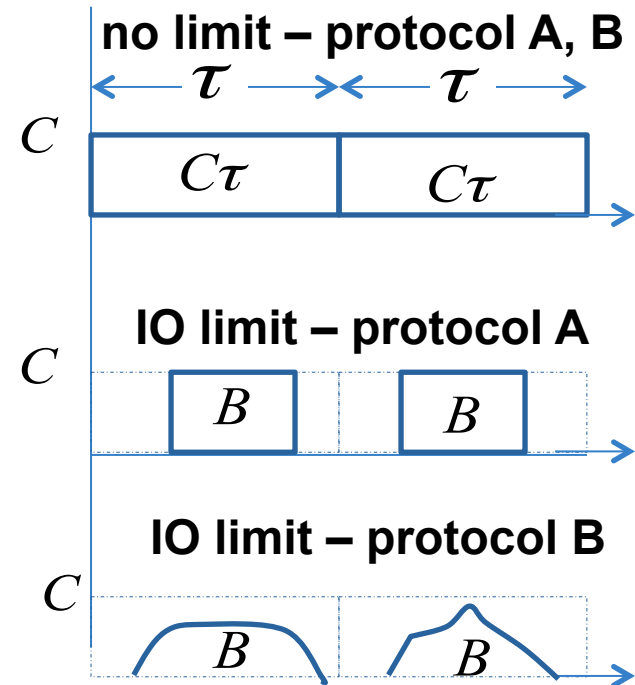 no limit – protocol A, B
τ τ
C
Cτ Cτ
IO limit – protocol A
C
B B
IO limit – protocol B
C
B B